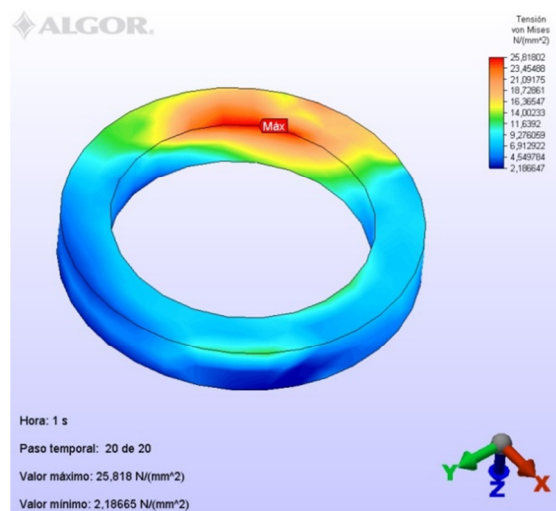 ALGOR.
Tensión
von Mises
N/(mm^2)
25,81802
23,45488
21,09175
18,72861
16,36547
14,00233
11,6392
9,276059
6,912922
4,549784
2,186647
Máx
Hora: 1 s
Paso temporal: 20 de 20
Valor máximo: 25,818 N/(mm^2)
Valor mínimo: 2,18665 N/(mm^2)
Y
Z
X